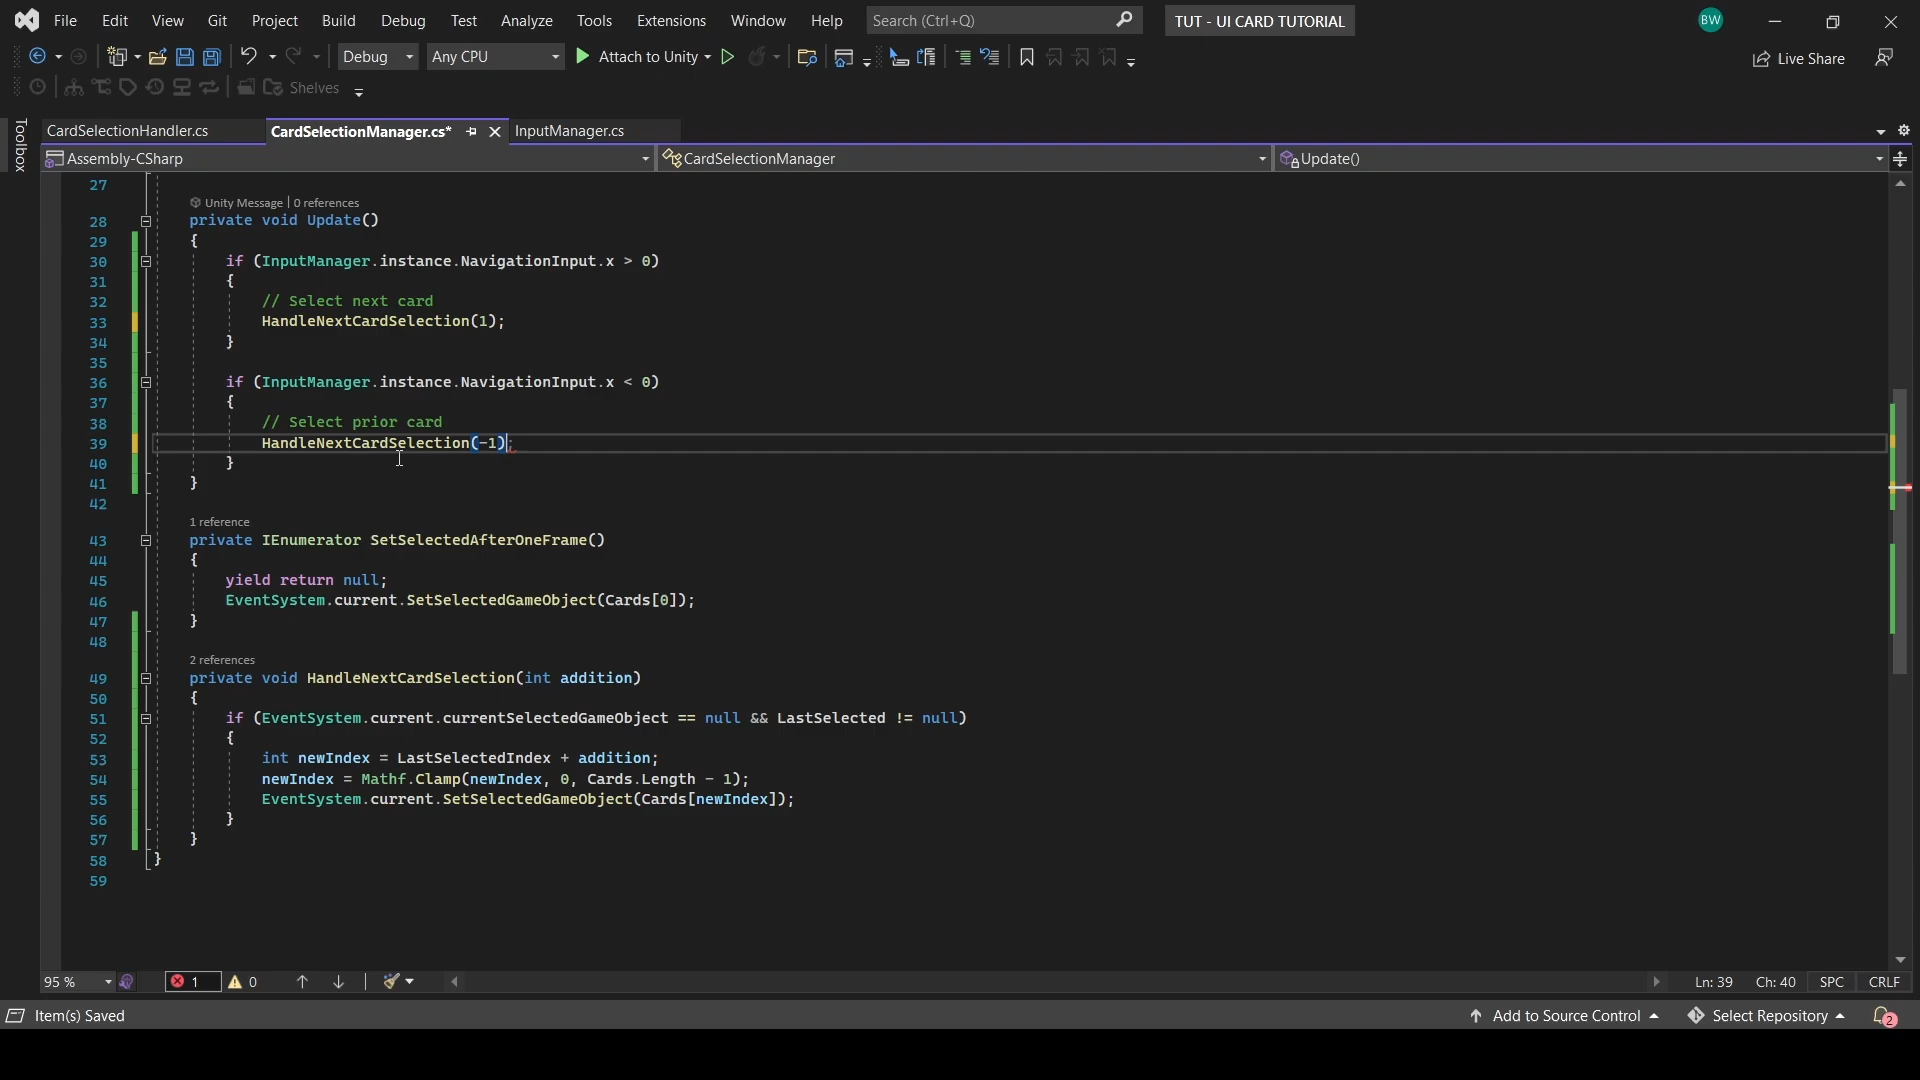 File Edit View Git Project Build Debug Test Analyze Tools Extensions Window Help Search (Ctrl+Q) TUT - UI CARD TUTORIAL BW
Debug Any CPU Attach to Unity Live Share
Shelves
Toolbox
CardSelectionHandler.cs CardSelectionManager.cs* InputManager.cs
Assembly-CSharp CardSelectionManager Update()
27
Unity Message | 0 references
28 private void Update()
29 {
30 if (InputManager.instance.NavigationInput.x > 0)
31 {
32 // Select next card
33 HandleNextCardSelection(1);
34 }
35
36 if (InputManager.instance.NavigationInput.x < 0)
37 {
38 // Select prior card
39 HandleNextCardSelection(-1)
40 }
41 }
42
1 reference
43 private IEnumerator SetSelectedAfterOneFrame()
44 {
45 yield return null;
46 EventSystem.current.SetSelectedGameObject(Cards[0]);
47 }
48
2 references
49 private void HandleNextCardSelection(int addition)
50 {
51 if (EventSystem.current.currentSelectedGameObject == null && LastSelected != null)
52 {
53 int newIndex = LastSelectedIndex + addition;
54 newIndex = Mathf.Clamp(newIndex, 0, Cards.Length - 1);
55 EventSystem.current.SetSelectedGameObject(Cards[newIndex]);
56 }
57 }
58 }
59
95 % 1 0 Ln: 39 Ch: 40 SPC CRLF
Item(s) Saved Add to Source Control Select Repository 2